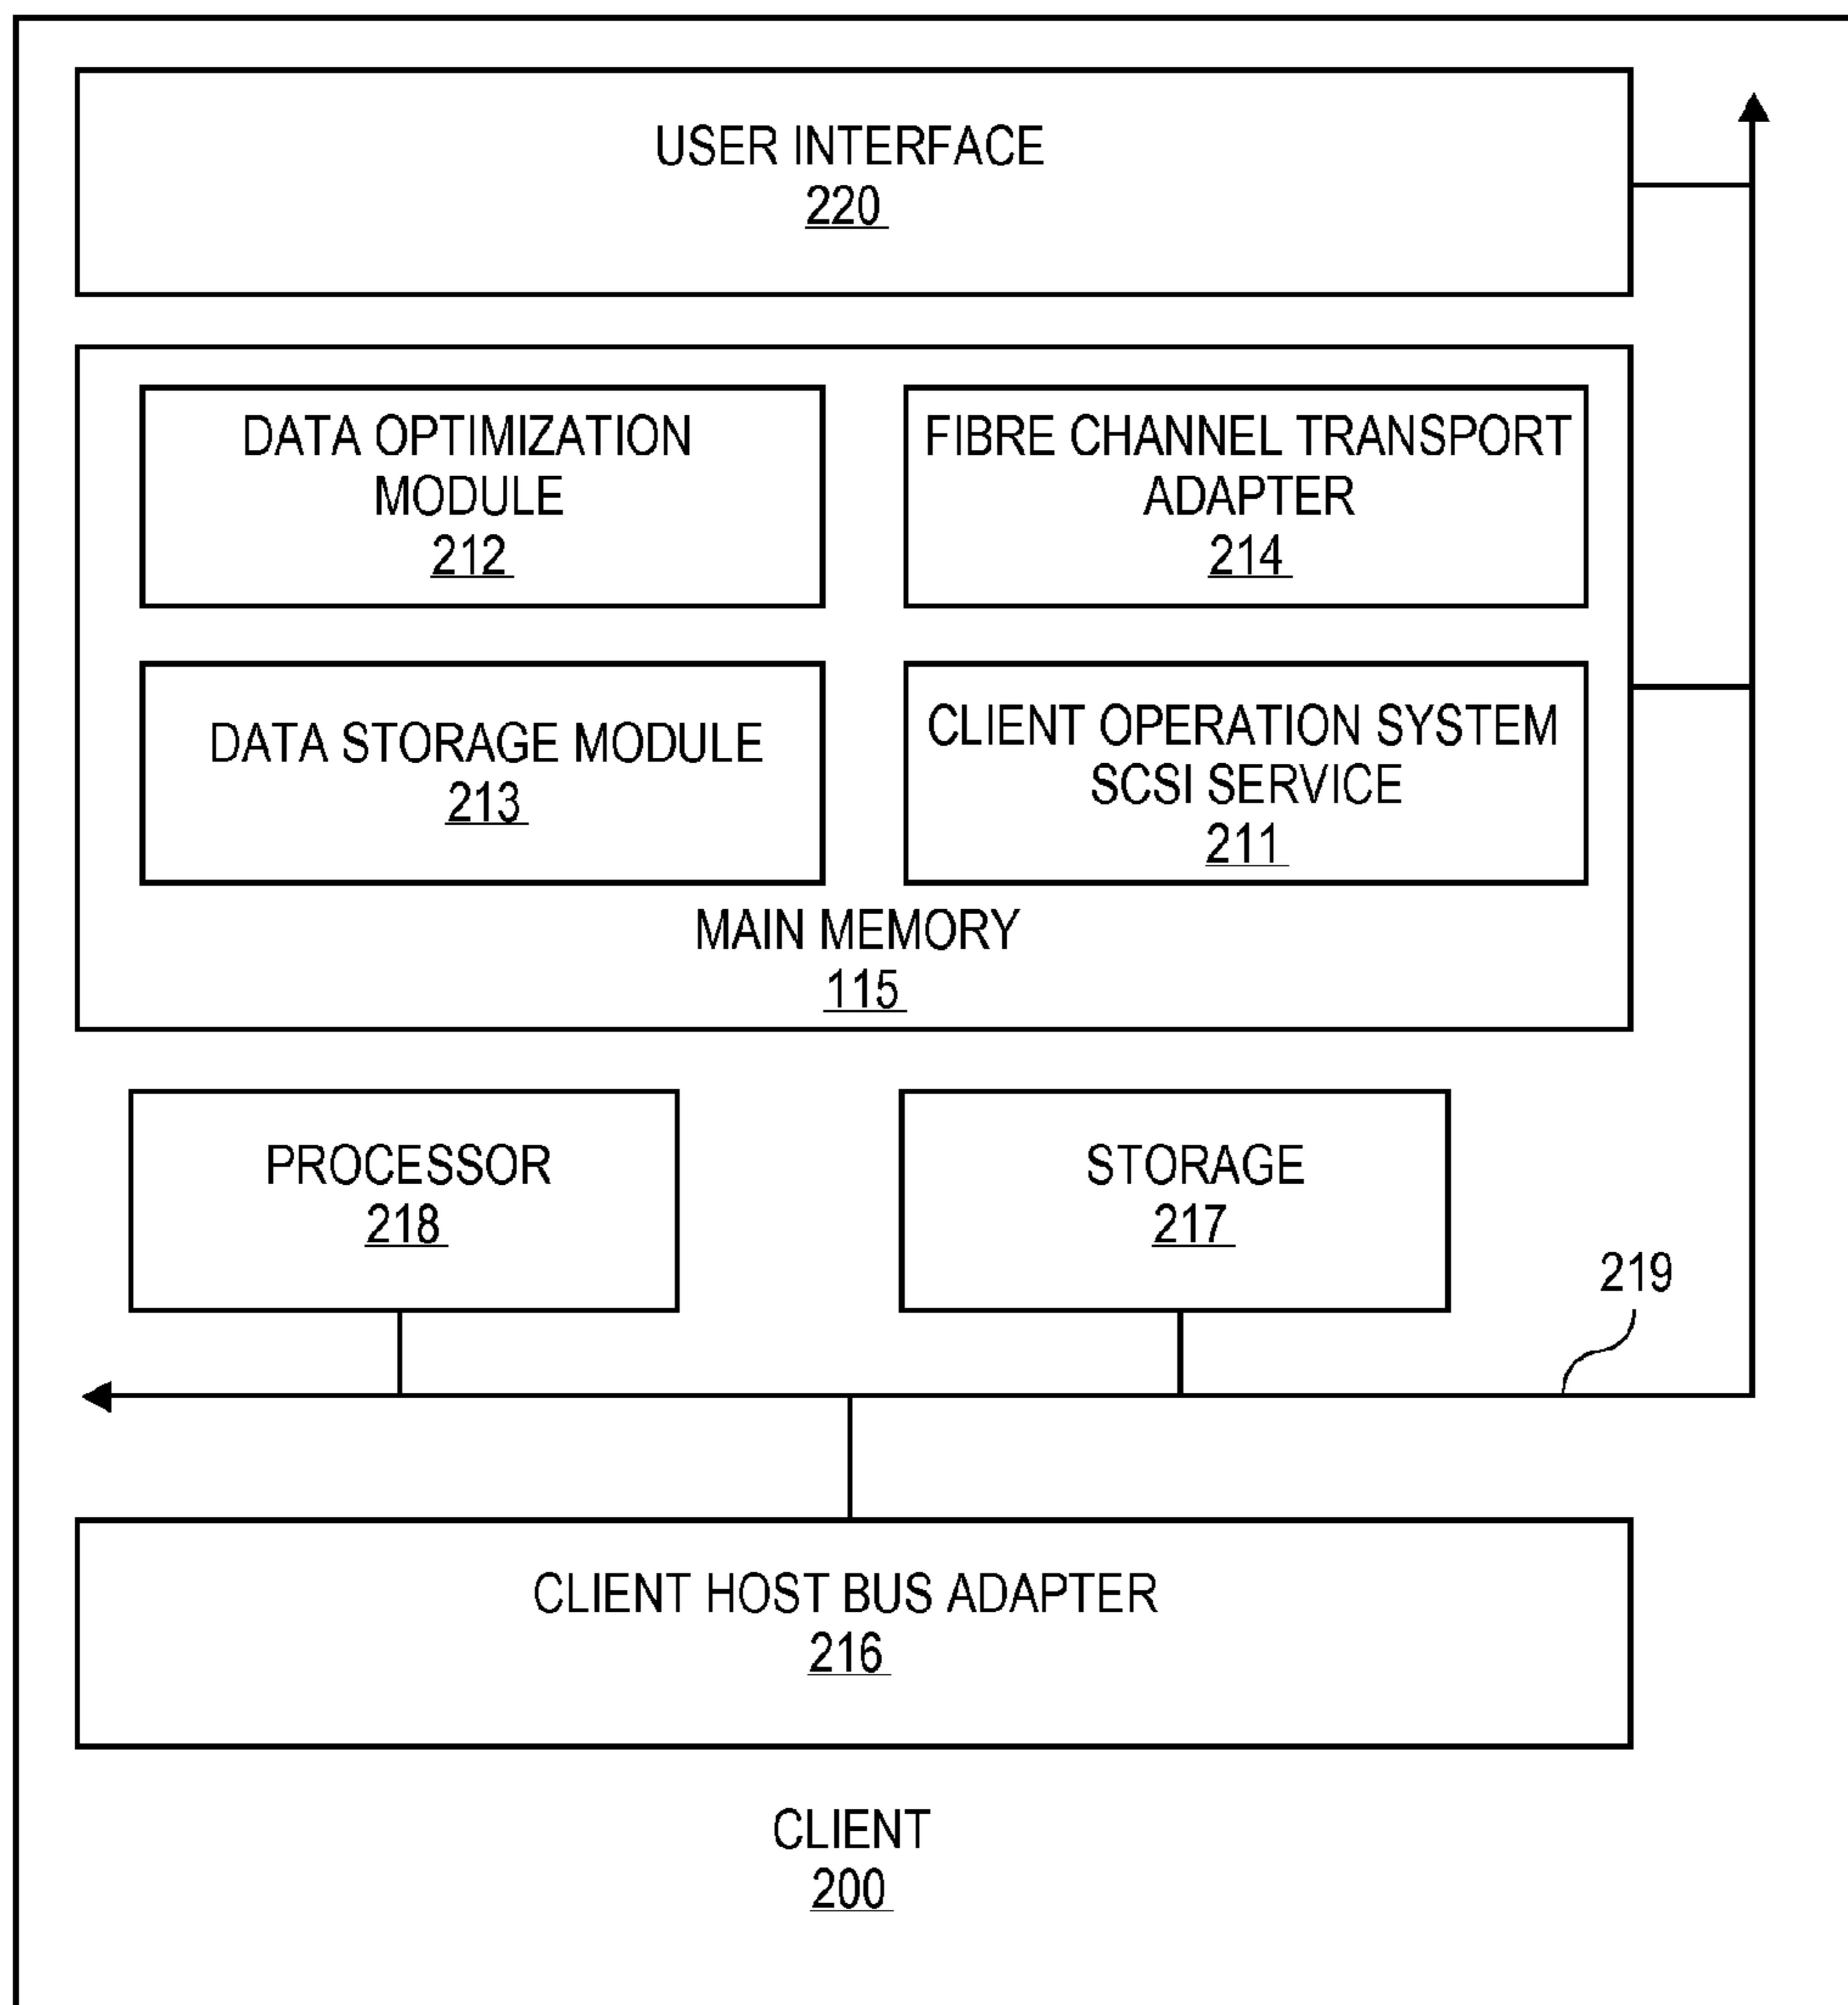 USER INTERFACE
220
DATA OPTIMIZATION
MODULE
212
FIBRE CHANNEL TRANSPORT
ADAPTER
214
DATA STORAGE MODULE
213
CLIENT OPERATION SYSTEM
SCSI SERVICE
211
MAIN MEMORY
115
PROCESSOR
218
STORAGE
217
219
CLIENT HOST BUS ADAPTER
216
CLIENT
200